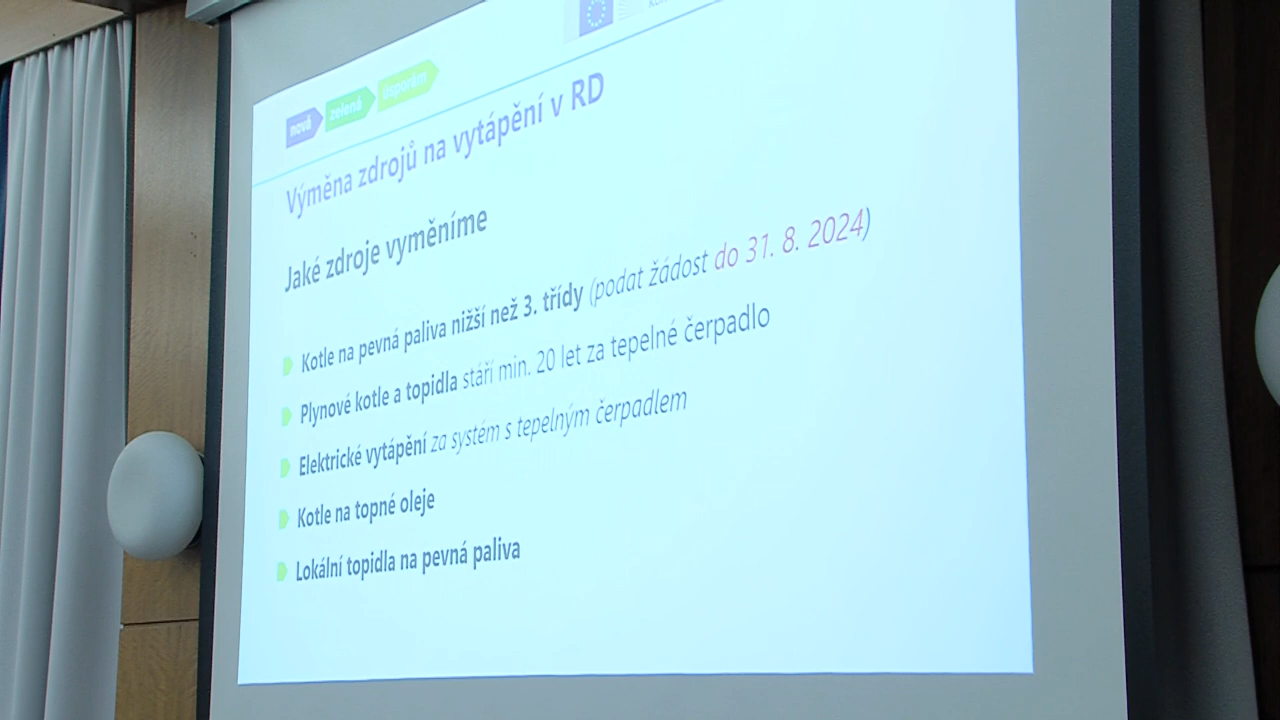 nová zelená úsporám
Výměna zdrojů na vytápění v RD
Jaké zdroje vyměníme
Kotle na pevná paliva nižší než 3. třídy (podat žádost do 31. 8. 2024)
Plynové kotle a topidla stáří min. 20 let za tepelné čerpadlo
Elektrické vytápění za systém s tepelným čerpadlem
Kotle na topné oleje
Lokální topidla na pevná paliva